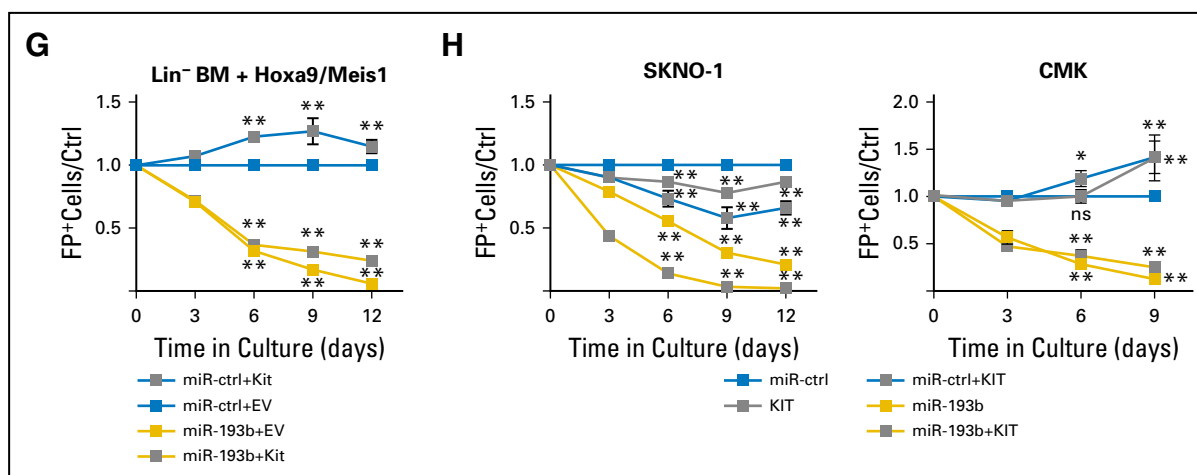 G
Lin⁻ BM + Hoxa9/Meis1
FP⁺Cells/Ctrl
1.5
1.0
0.5
0 3 6 9 12
** ** **
** ** **
** ** **
Time in Culture (days)
miR-ctrl+Kit
miR-ctrl+EV
miR-193b+EV
miR-193b+Kit
H
SKNO-1
FP⁺Cells/Ctrl
1.5
1.0
0.5
0 3 6 9 12
** ** **
** ** **
** ** **
** ** **
Time in Culture (days)
CMK
FP⁺Cells/Ctrl
2.0
1.5
1.0
0.5
0 3 6 9
* **
**
ns
** **
** **
Time in Culture (days)
miR-ctrl
KIT
miR-ctrl+KIT
miR-193b
miR-193b+KIT